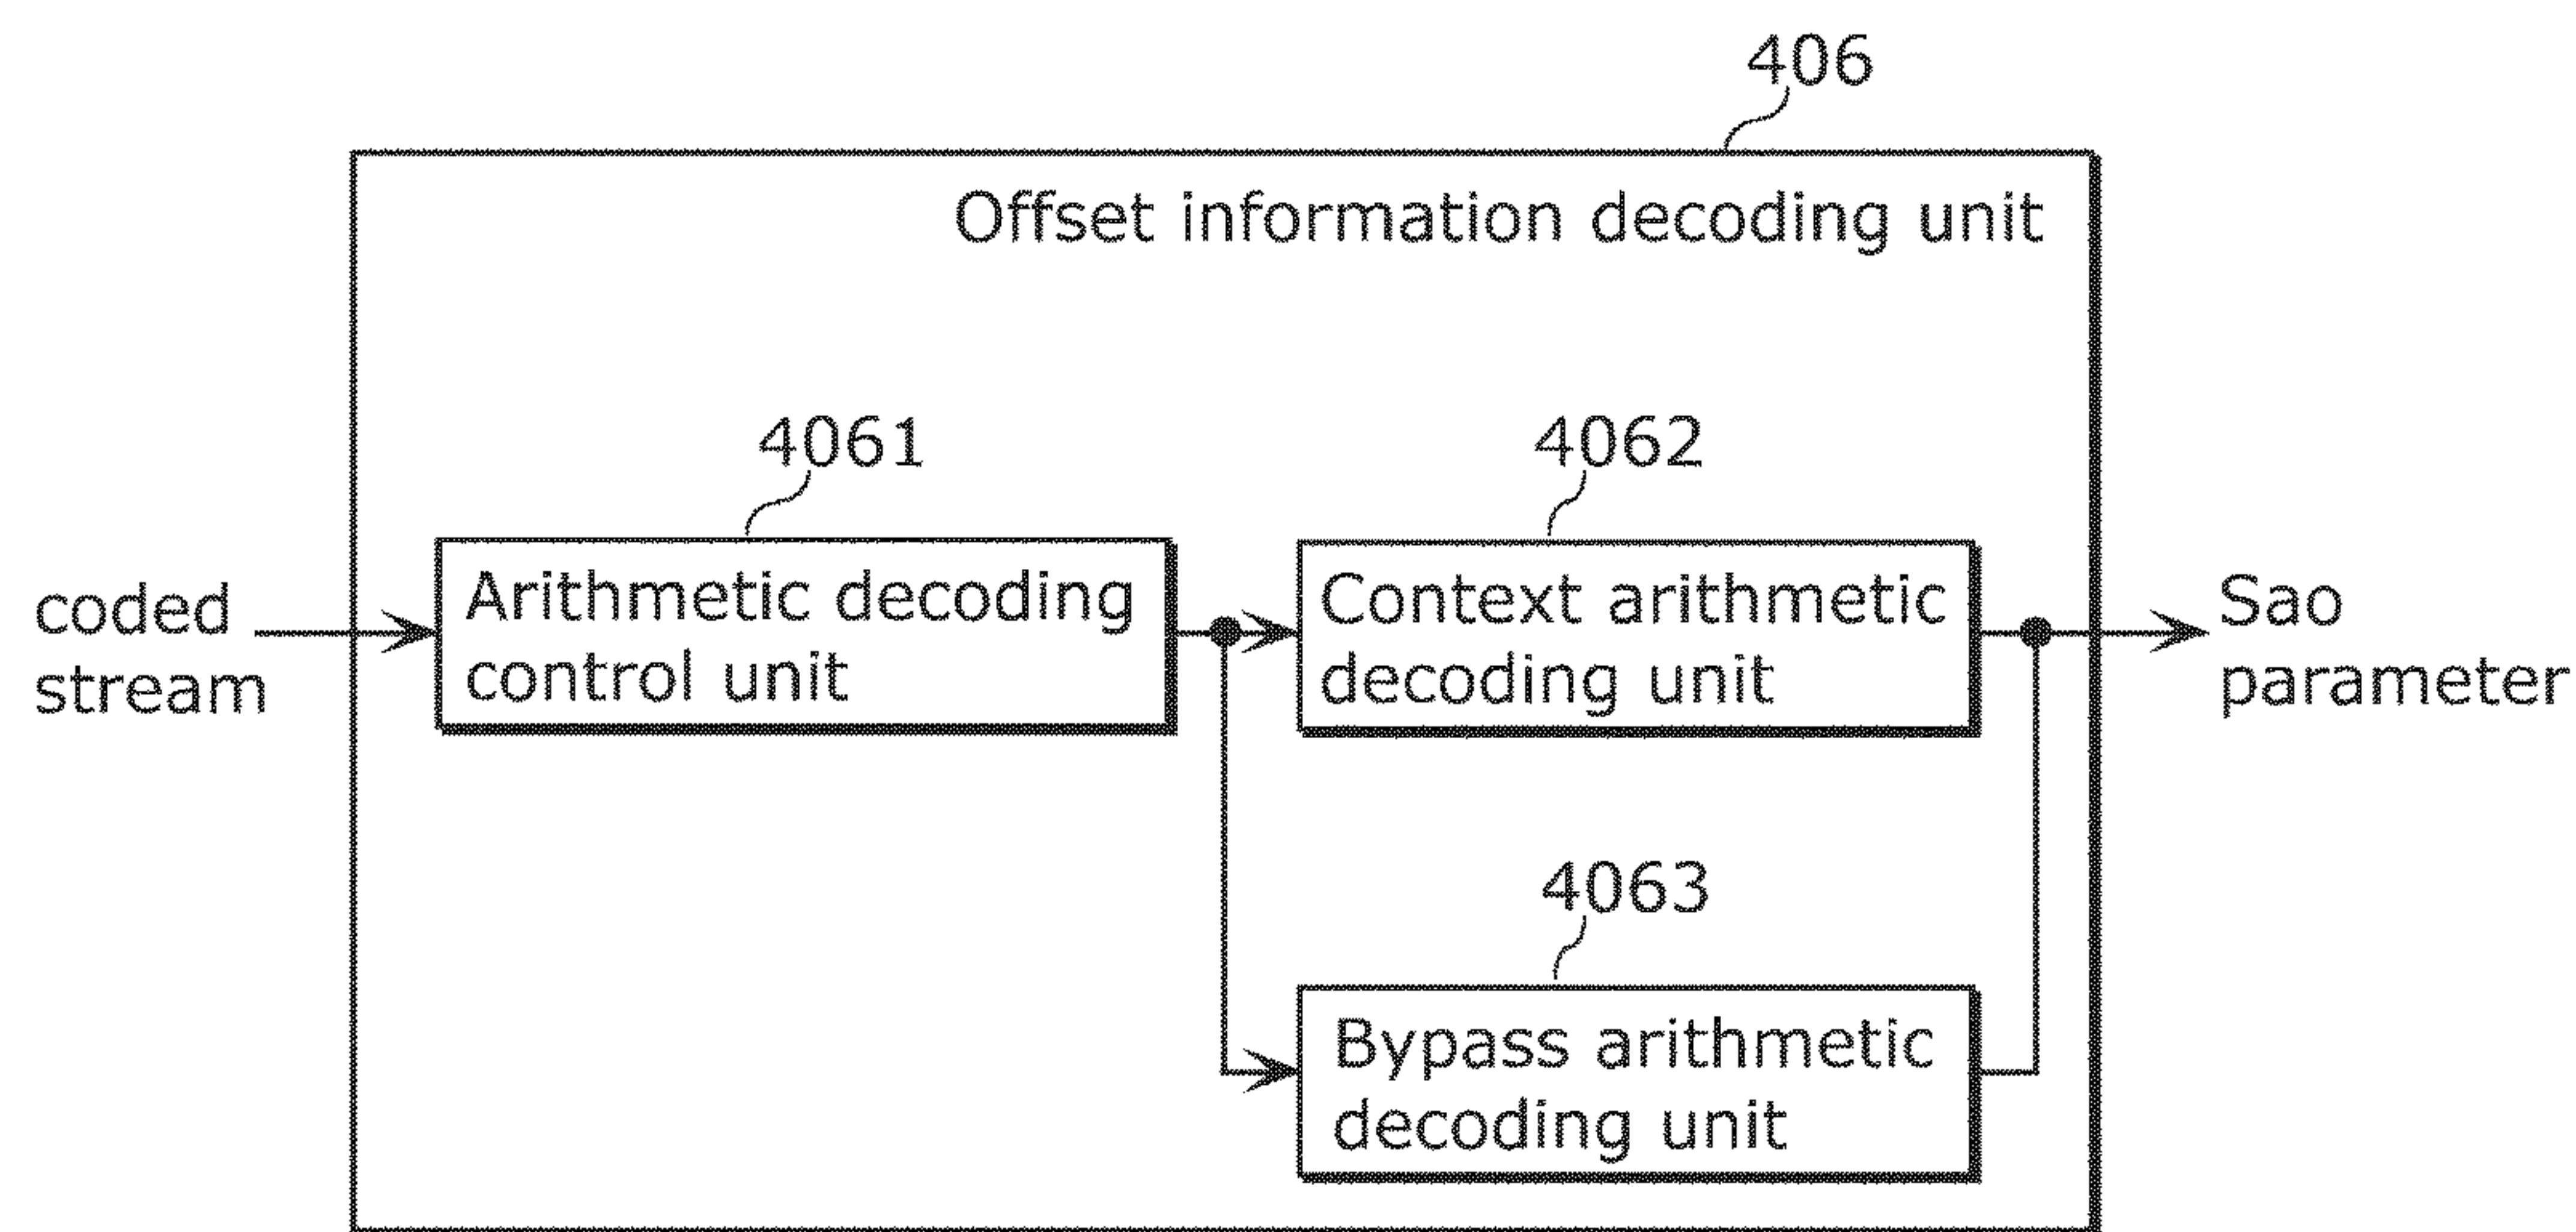 406
Offset information decoding unit
4061
4062
coded
stream
Arithmetic decoding
control unit
Context arithmetic
decoding unit
Sao
parameter
4063
Bypass arithmetic
decoding unit